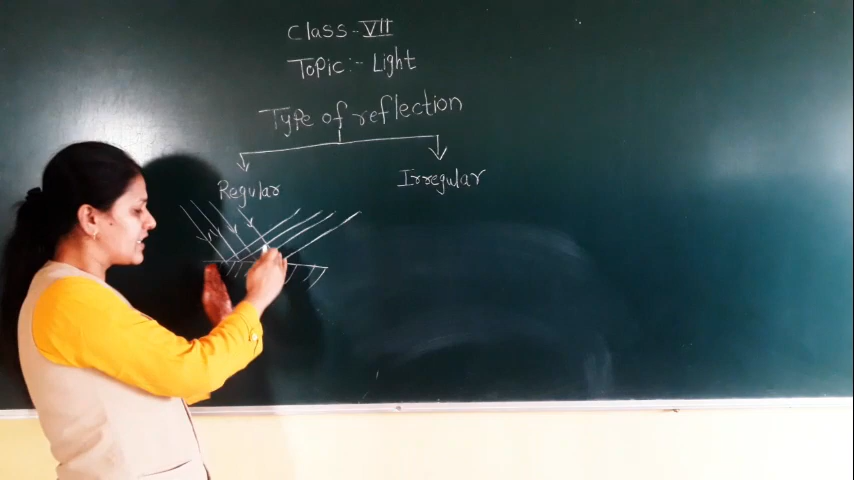 Class-VII
Topic:- Light
Type of reflection
Regular
Irregular